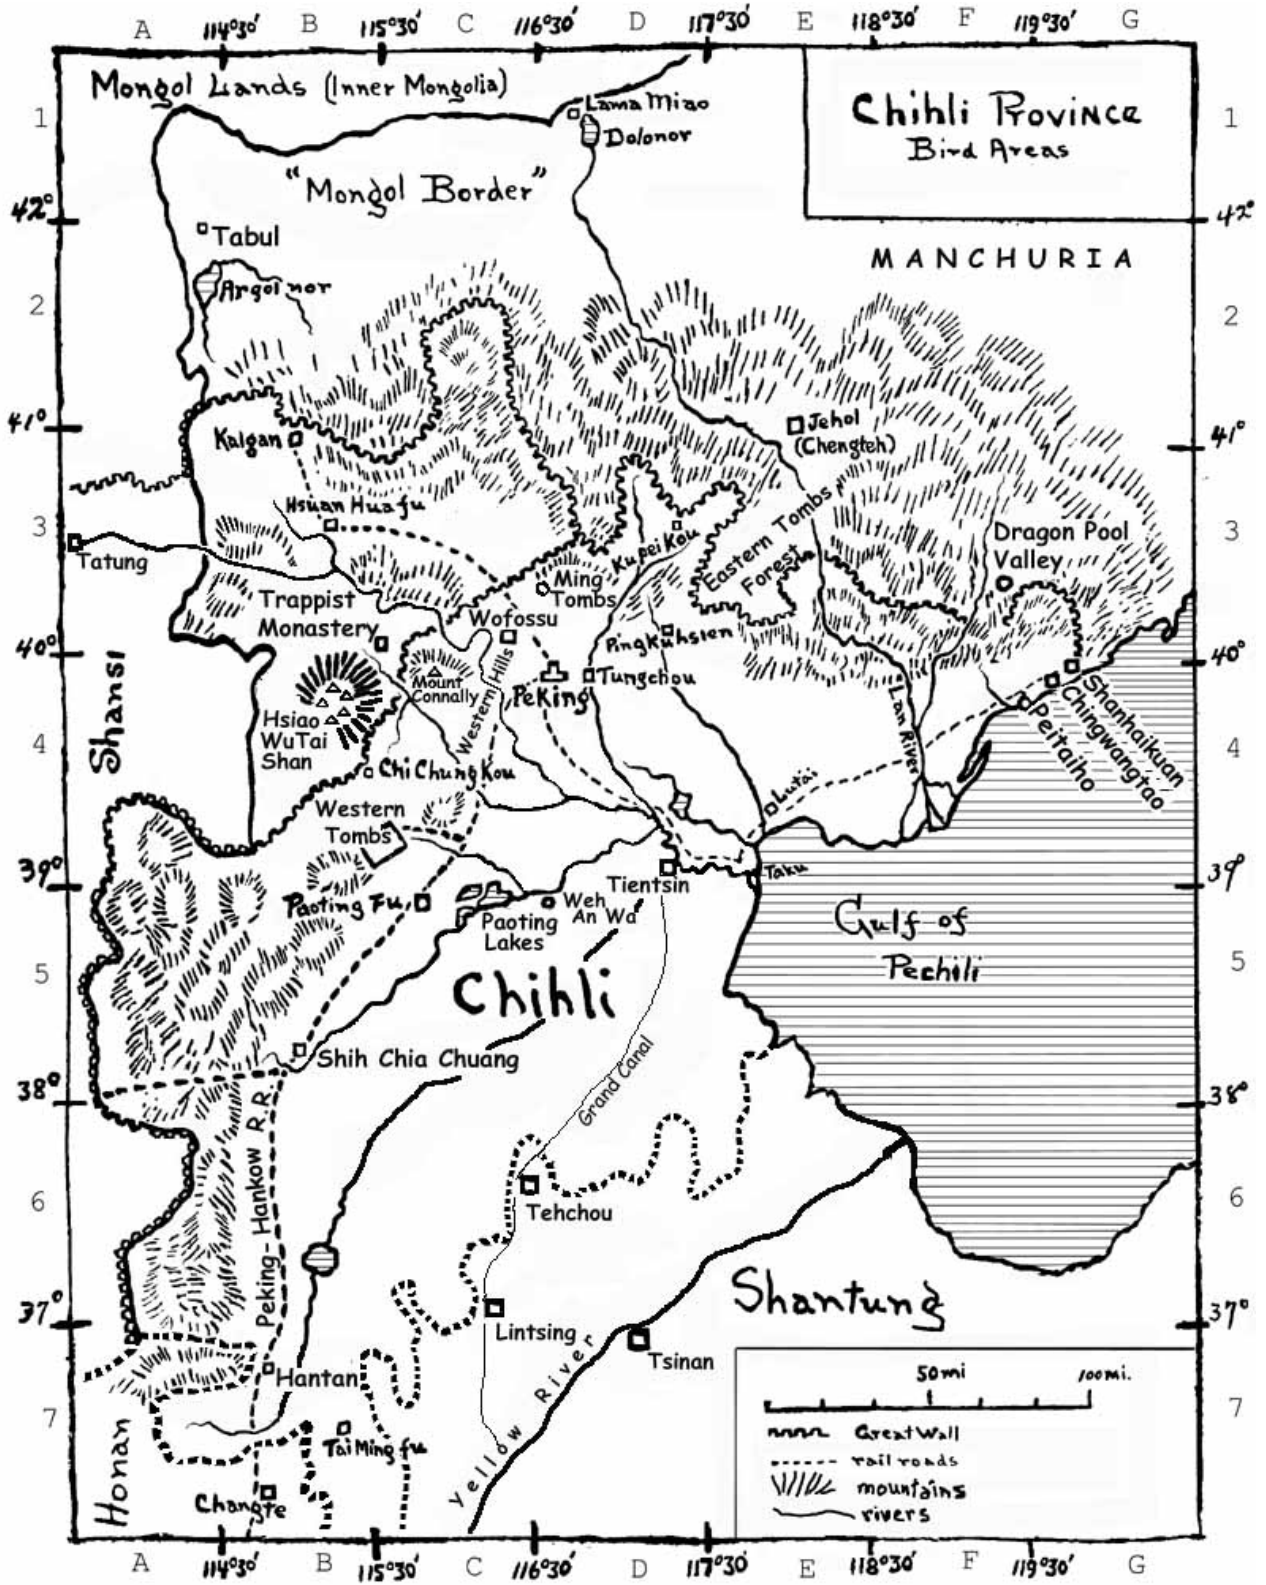 A B C D E F G
114°30' 115°30' 116°30' 117°30' 118°30' 119°30'
Mongol Lands (Inner Mongolia)
Lama Miao
Dolonor
Chihli Province
Bird Areas
1 1
"Mongol Border"
42° 42°
Tabul
MANCHURIA
Argol nor
2 2
41° 41°
Jehol
(Chengteh)
Kalgan
Hsuan Hua fu
3 3
Tatung
Ku pei Kou
Eastern Tombs
Forest
Dragon Pool
Valley
Ming
Tombs
Trappist
Monastery
Wofossu
Pingkuhsien
40° 40°
Shansi
Mount
Connally
Western Hills
Peking
Tungchou
Lan River
Shanhaikuan
Chingwangtao
Peitaiho
Hsiao
Wu Tai
Shan
4 4
Chi Chung Kou
Lutai
Western
Tombs
39° 39°
Taku
Tientsin
Paoting Fu
Paoting
Lakes
Weh
An Wa
Gulf of
Pechili
5 5
Chihli
Shih Chia Chuang
Grand Canal
38° 38°
Peking-Hankow R.R.
6 6
Tehchou
Shantung
37° 37°
Lintsing
Tsinan
Yellow River
Hantan
7 7
Tai Ming fu
Honan
Changte
50mi 100mi.
Great Wall
rail roads
mountains
rivers
114°30' 115°30' 116°30' 117°30' 118°30' 119°30'
A B C D E F G